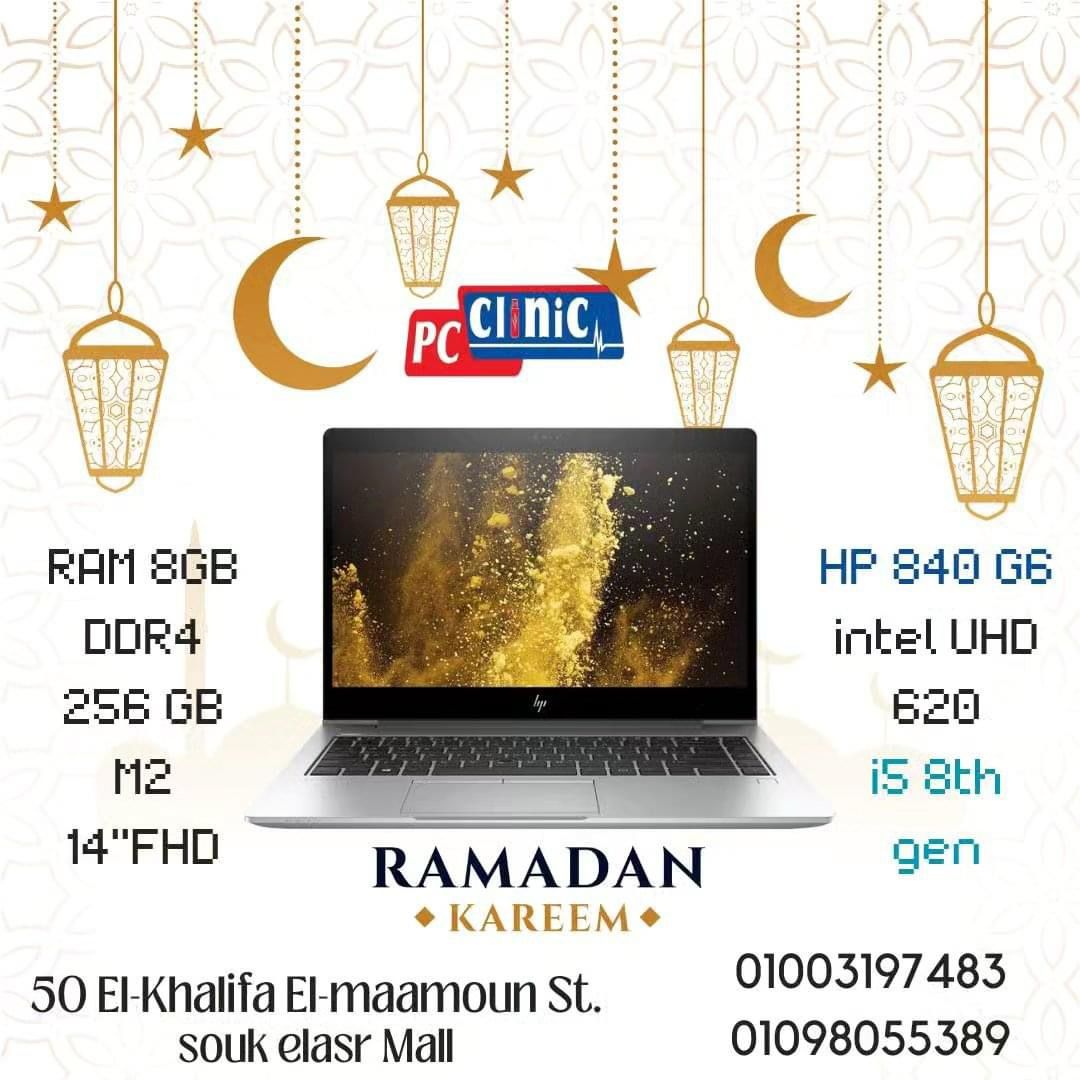 PC CliniC
RAM 8GB
DDR4
256 GB
M2
14"FHD
HP 840 G6
intel UHD
620
i5 8th
gen
hp
RAMADAN
KAREEM
50 El-Khalifa El-maamoun St.
souk elasr Mall
01003197483
01098055389